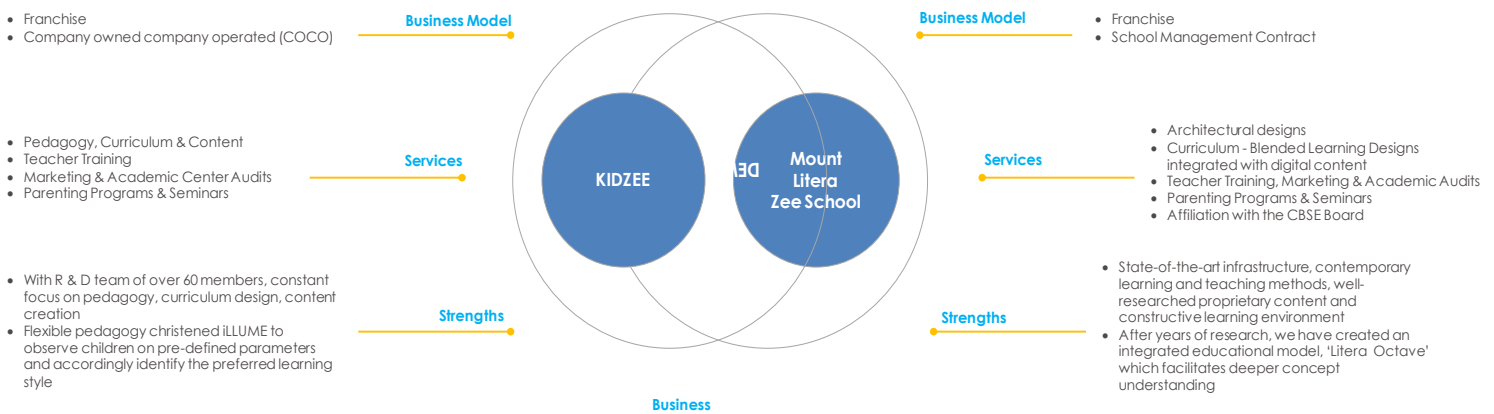 • Franchise
• Company owned company operated (COCO)
Business Model
• Pedagogy, Curriculum & Content
• Teacher Training
• Marketing & Academic Center Audits
• Parenting Programs & Seminars
Services
• With R & D team of over 60 members, constant
focus on pedagogy, curriculum design, content
creation
• Flexible pedagogy christened iLLUME to
observe children on pre-defined parameters
and accordingly identify the preferred learning
style
Strengths
KIDZEE
Mount
Litera
Zee School
Business Model
• Franchise
• School Management Contract
Services
• Architectural designs
• Curriculum - Blended Learning Designs
integrated with digital content
• Teacher Training, Marketing & Academic Audits
• Parenting Programs & Seminars
• Affiliation with the CBSE Board
Strengths
• State-of-the-art infrastructure, contemporary
learning and teaching methods, well-
researched proprietary content and
constructive learning environment
• After years of research, we have created an
integrated educational model, ‘Litera Octave’
which facilitates deeper concept
understanding
Business